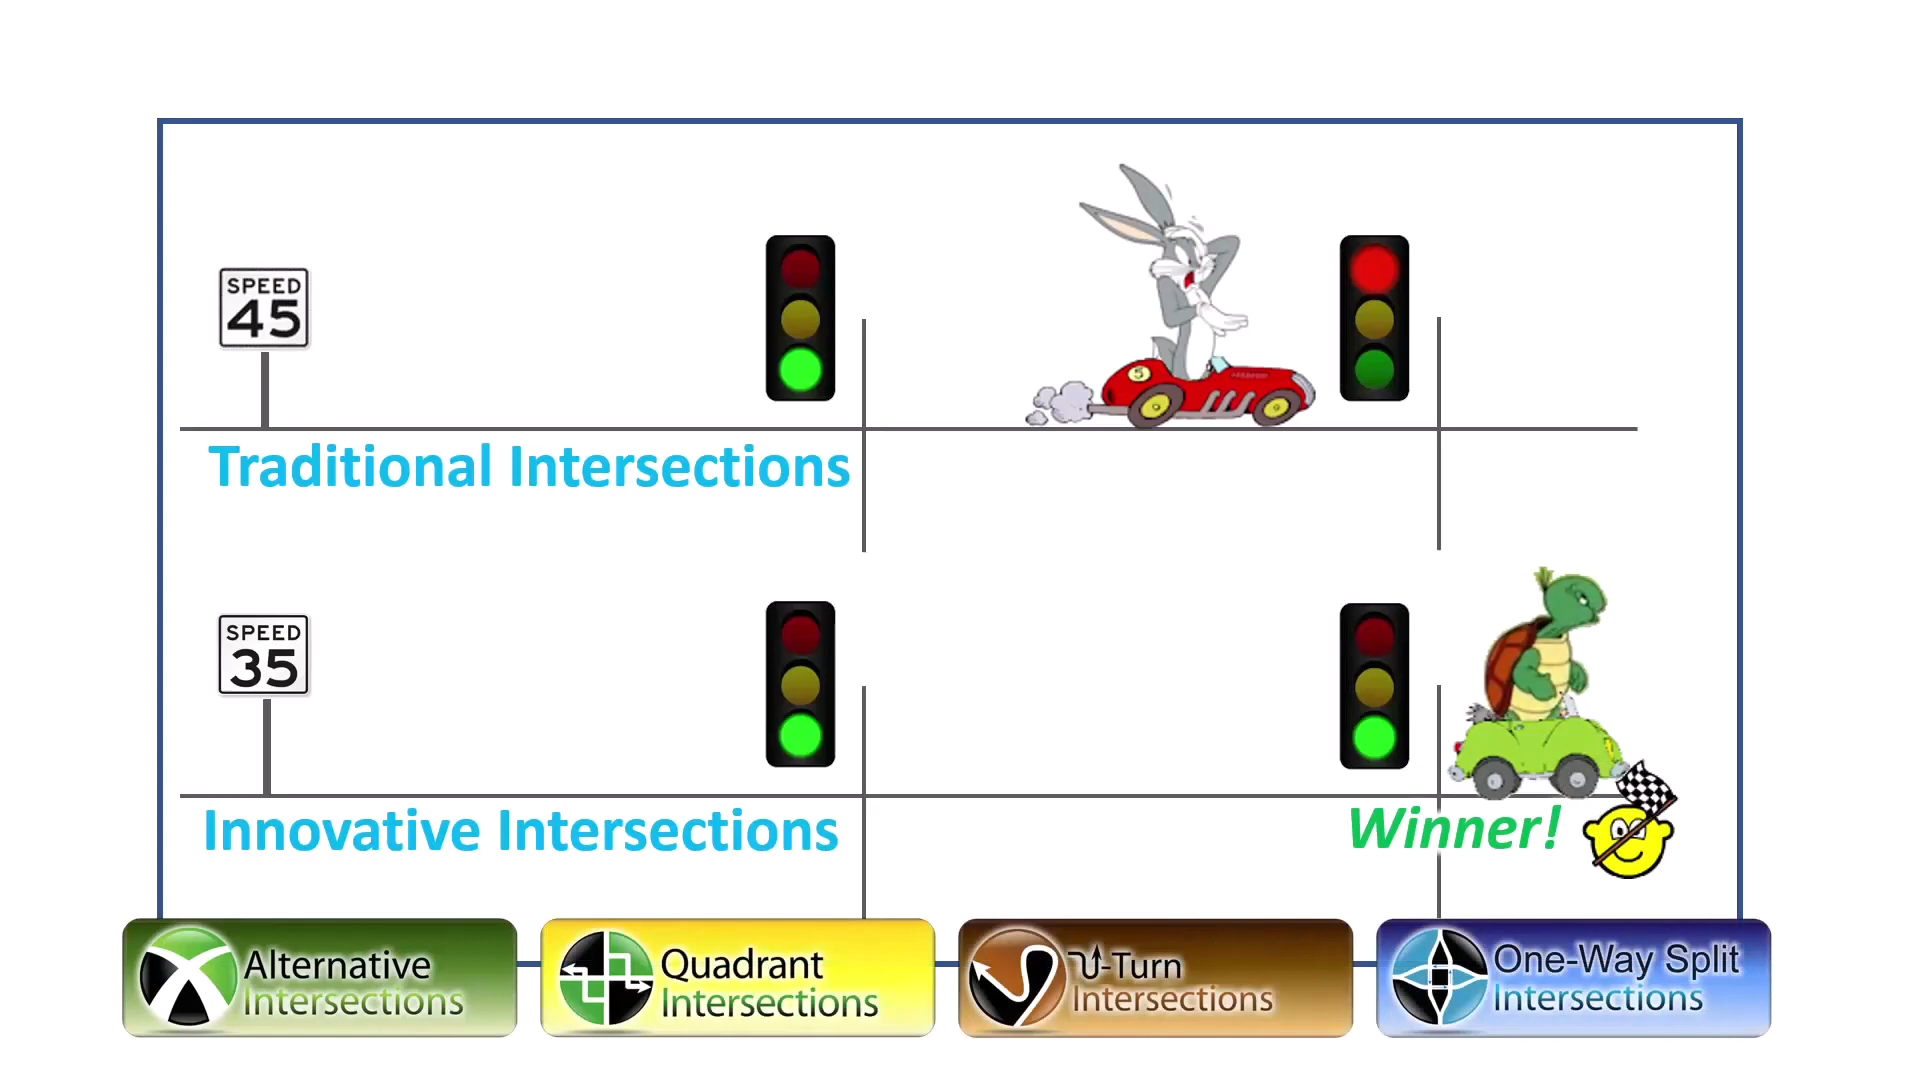 SPEED
45
5
Traditional Intersections
SPEED
35
Innovative Intersections
Winner!
Alternative
Intersections
Quadrant
Intersections
U-Turn
Intersections
One-Way Split
Intersections